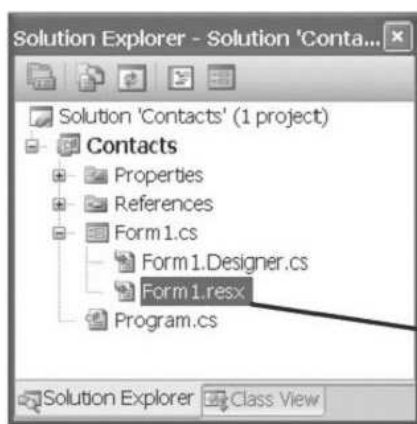 Solution Explorer - Solution 'Conta...
Solution 'Contacts' (1 project)
Contacts
Properties
References
Form1.cs
Form1.Designer.cs
Form1.resx
Program.cs
Solution Explorer Class View